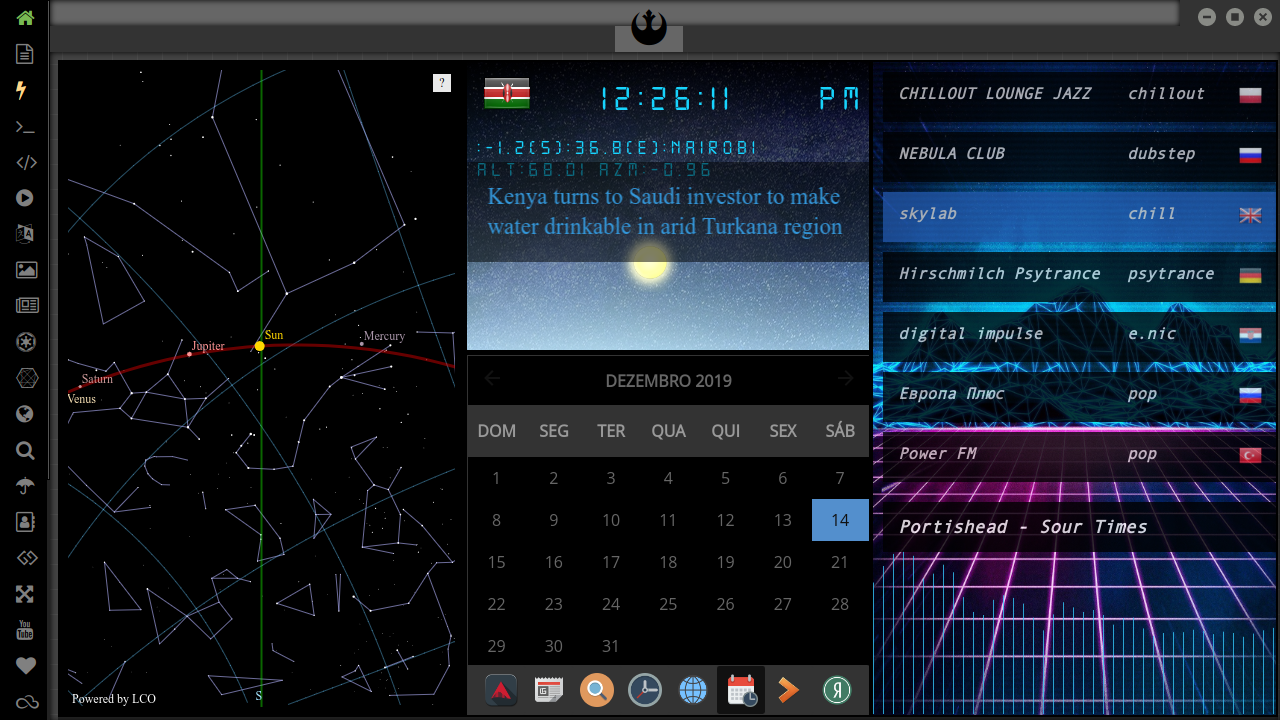 ?
Sun
Mercury
Jupiter
Saturn
Venus
Powered by LCO
S
12:26:11 PM
:-1.2(S):36.8(E):NAIROBI
ALT:68.01 AZM:-0.96
Kenya turns to Saudi investor to make
water drinkable in arid Turkana region
DEZEMBRO 2019
DOM SEG TER QUA QUI SEX SÁB
1 2 3 4 5 6 7
8 9 10 11 12 13 14
15 16 17 18 19 20 21
22 23 24 25 26 27 28
29 30 31
CHILLOUT LOUNGE JAZZ chillout
NEBULA CLUB dubstep
skylab chill
Hirschmilch Psytrance psytrance
digital impulse e.nic
Европа Плюс pop
Power FM pop
Portishead - Sour Times
You
Tube